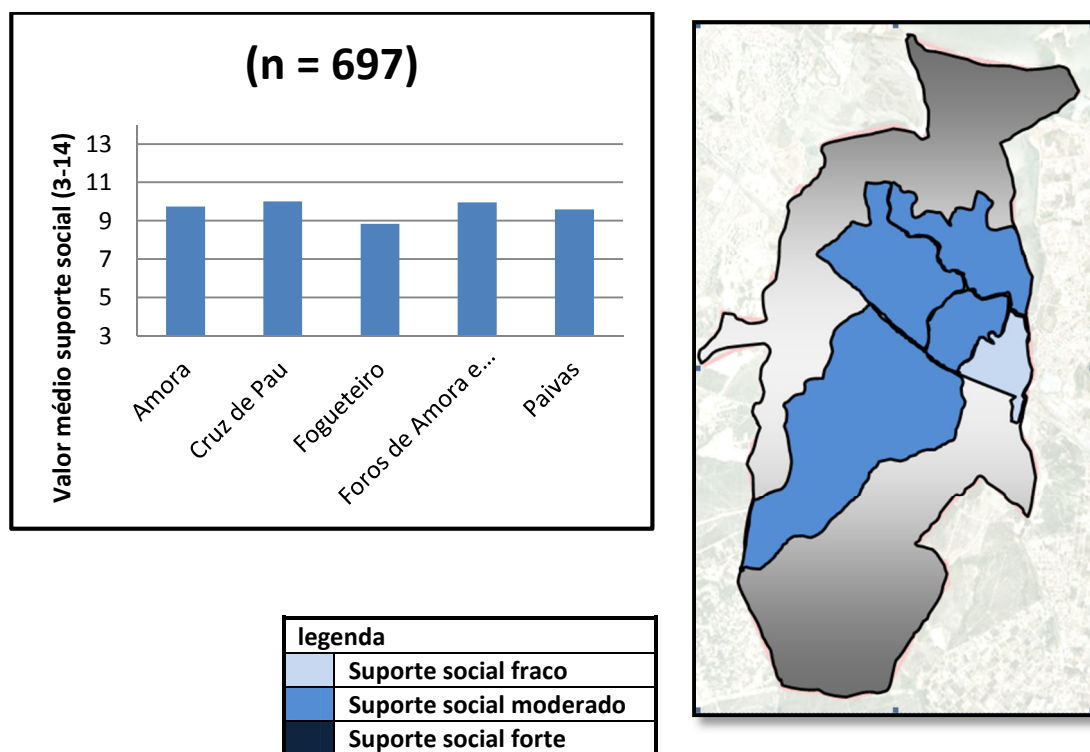 (n = 697)
Valor médio suporte social (3-14)
13
11
9
7
5
3
Amora
Cruz de Pau
Fogueteiro
Foros de Amora e...
Paivas
legenda
Suporte social fraco
Suporte social moderado
Suporte social forte